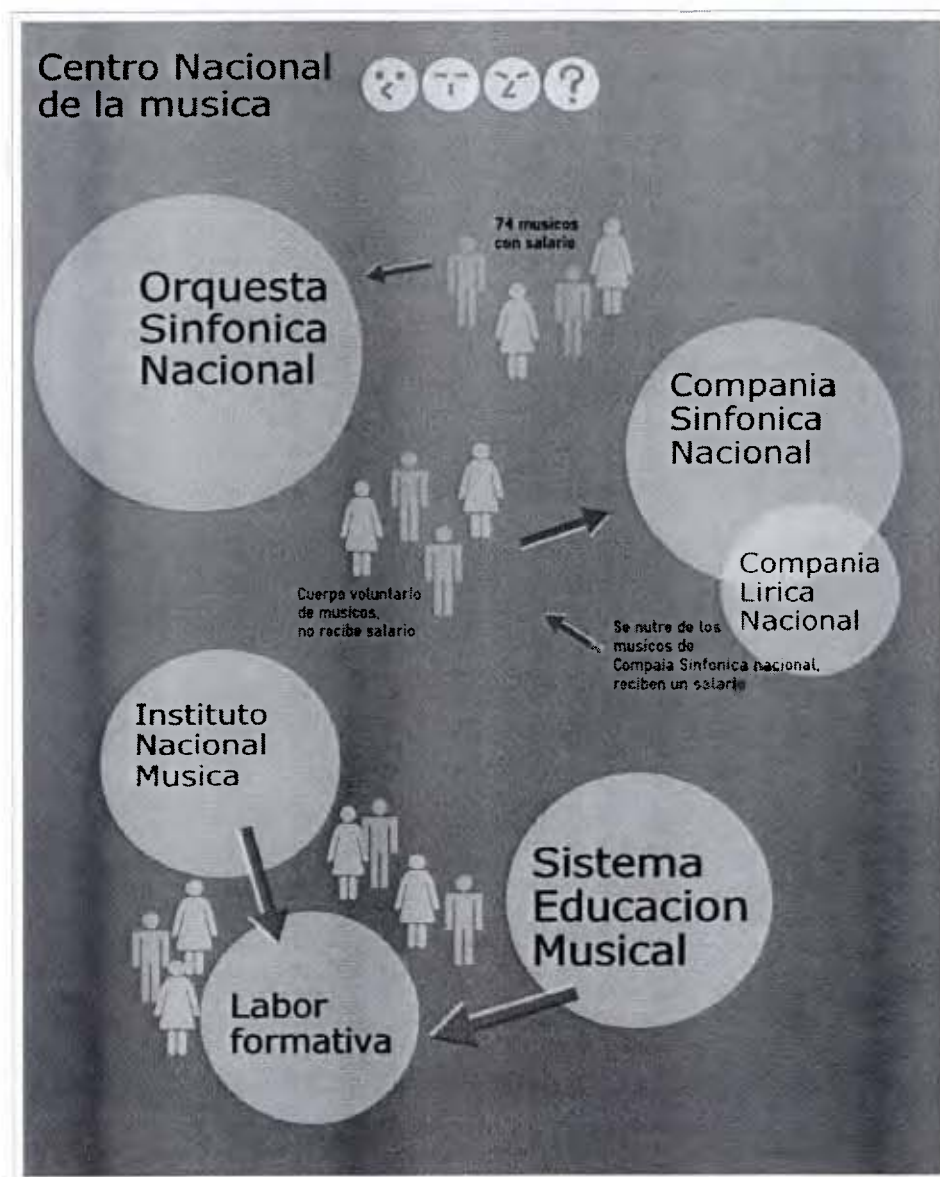 Centro Nacional
de la musica
?
74 musicos
con salario
Orquesta
Sinfonica
Nacional
Compania
Sinfonica
Nacional
Compania
Lirica
Nacional
Cuerpo voluntario
de musicos,
no recibe salario
Se nutre de los
musicos de
Compaia Sinfonica nacional,
reciben un salario
Instituto
Nacional
Musica
Sistema
Educacion
Musical
Labor
formativa